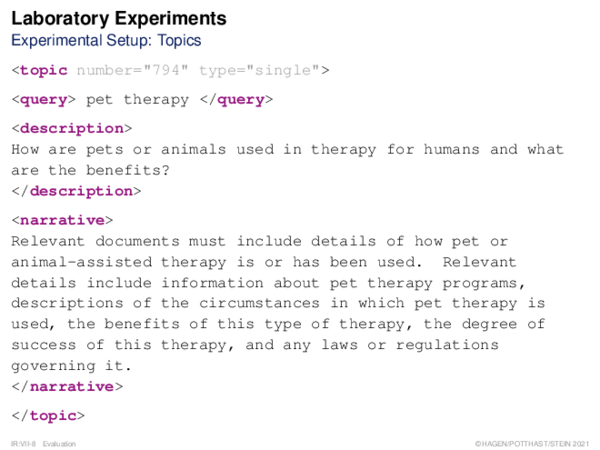 Laboratory Experiments
Experimental Setup: Topics
<topic number="794" type="single">
<query> pet therapy </query>
<description>
How are pets or animals used in therapy for humans and what
are the benefits?
</description>
<narrative>
Relevant documents must include details of how pet or
animal-assisted therapy is or has been used. Relevant
details include information about pet therapy programs,
descriptions of the circumstances in which pet therapy is
used, the benefits of this type of therapy, the degree of
success of this therapy, and any laws or regulations
governing it.
</narrative>
</topic>
IR:VII-8 Evaluation ©HAGEN/POTTHAST/STEIN 2021